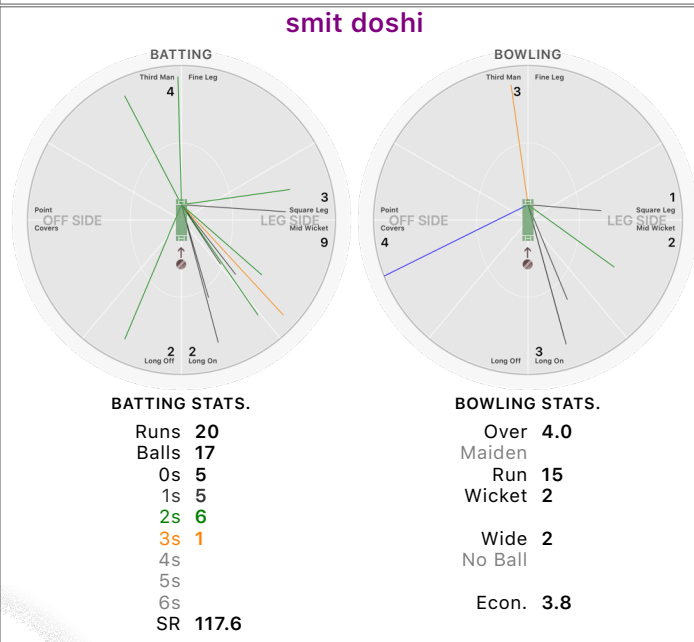 smit doshi
BATTING
Third Man
Fine Leg
4
Point
OFF SIDE
Covers
3
Square Leg
LEG SIDE
Mid Wicket
9
2
2
Long Off
Long On
BOWLING
Third Man
Fine Leg
3
Point
OFF SIDE
Covers
4
1
Square Leg
LEG SIDE
Mid Wicket
2
3
Long Off
Long On
BATTING STATS.
Runs 20
Balls 17
0s 5
1s 5
2s 6
3s 1
4s
5s
6s
SR 117.6
BOWLING STATS.
Over 4.0
Maiden
Run 15
Wicket 2
Wide 2
No Ball
Econ. 3.8